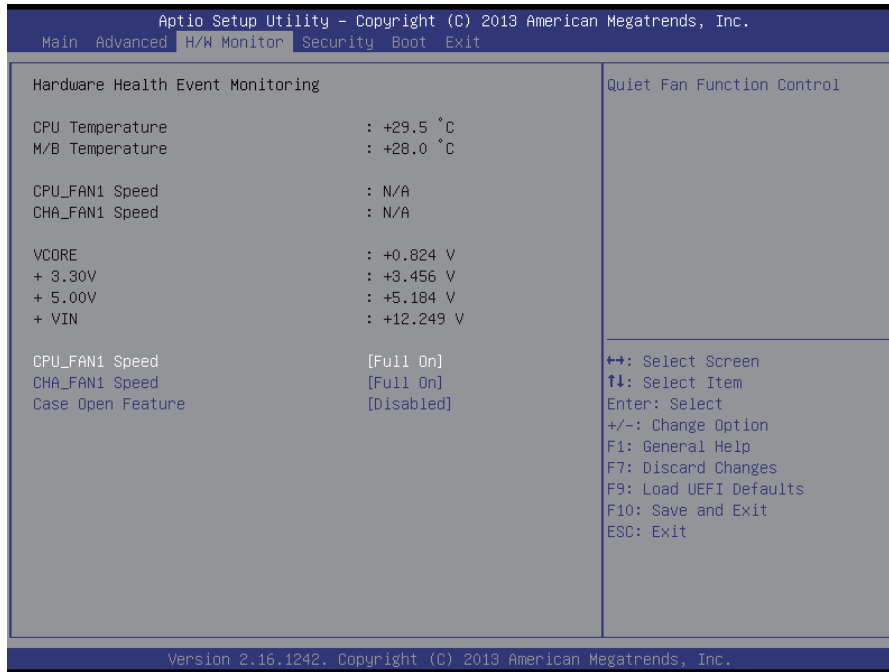 Aptio Setup Utility – Copyright (C) 2013 American Megatrends, Inc.
Main Advanced H/W Monitor Security Boot Exit
Hardware Health Event Monitoring
CPU Temperature : +29.5 °C
M/B Temperature : +28.0 °C
CPU_FAN1 Speed : N/A
CHA_FAN1 Speed : N/A
VCORE : +0.824 V
+ 3.30V : +3.456 V
+ 5.00V : +5.184 V
+ VIN : +12.249 V
CPU_FAN1 Speed [Full On]
CHA_FAN1 Speed [Full On]
Case Open Feature [Disabled]
Quiet Fan Function Control
↔: Select Screen
↑↓: Select Item
Enter: Select
+/-: Change Option
F1: General Help
F7: Discard Changes
F9: Load UEFI Defaults
F10: Save and Exit
ESC: Exit
Version 2.16.1242. Copyright (C) 2013 American Megatrends, Inc.